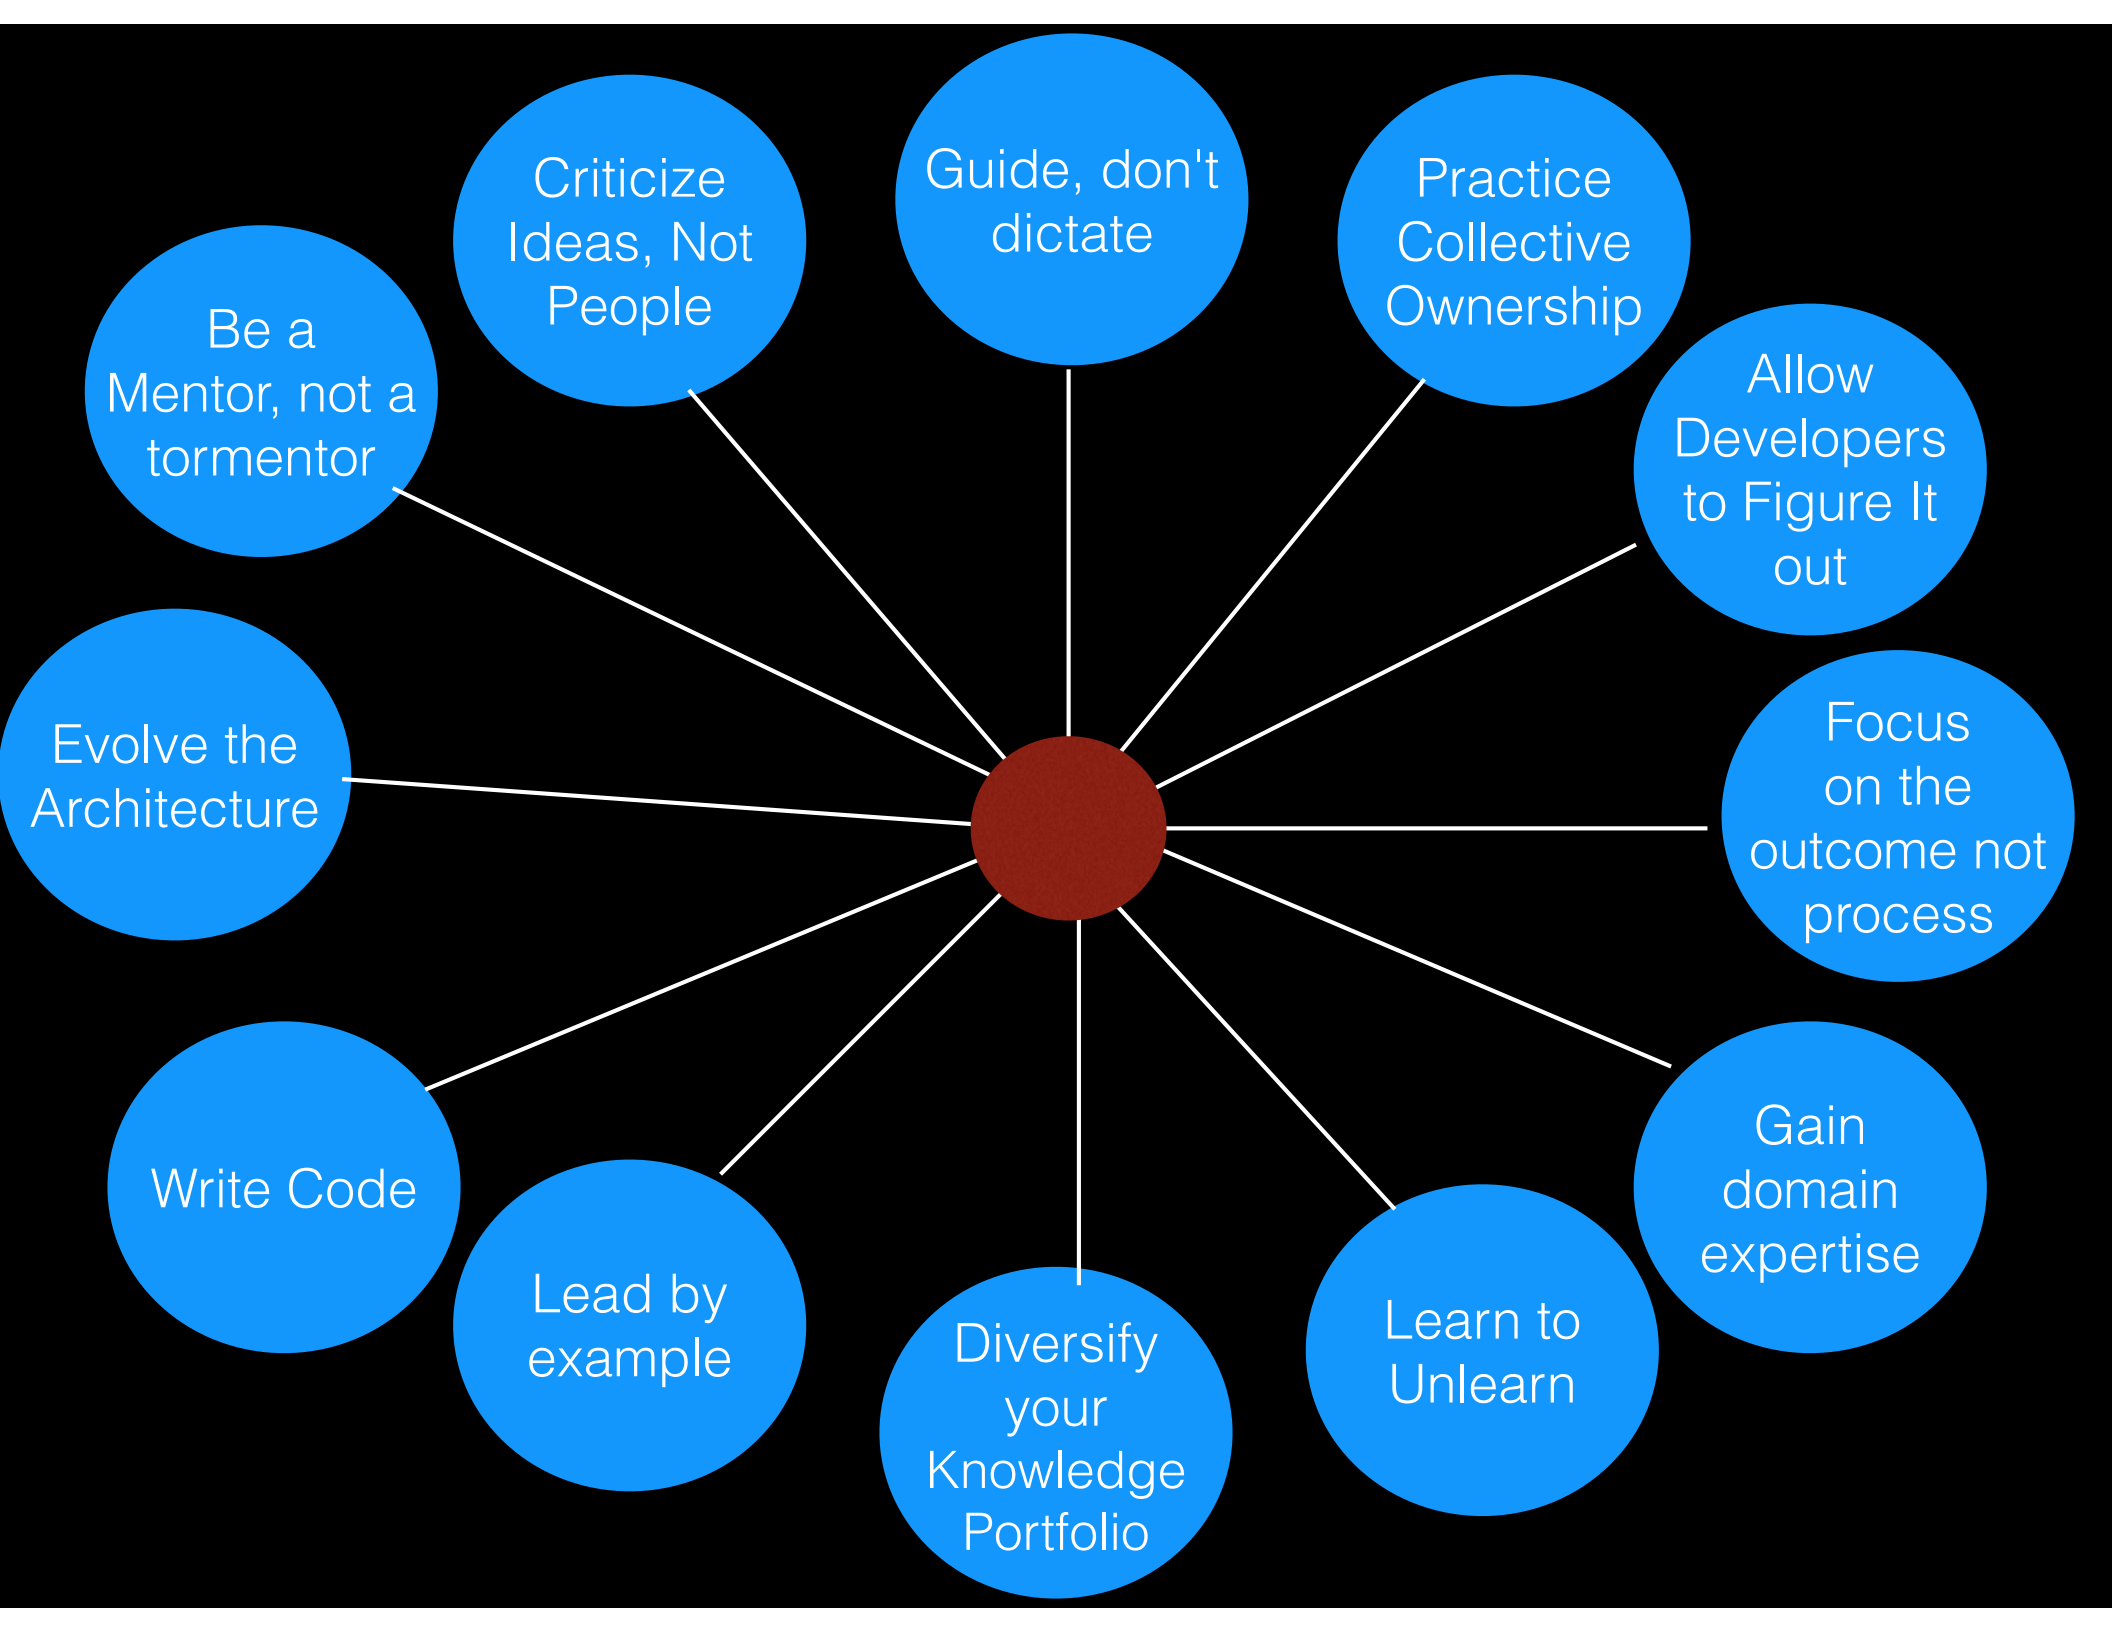 Guide, don't
dictate
Criticize
Ideas, Not
People
Practice
Collective
Ownership
Be a
Mentor, not a
tormentor
Allow
Developers
to Figure It
out
Evolve the
Architecture
Focus
on the
outcome not
process
Write Code
Gain
domain
expertise
Lead by
example
Learn to
Unlearn
Diversify
your
Knowledge
Portfolio